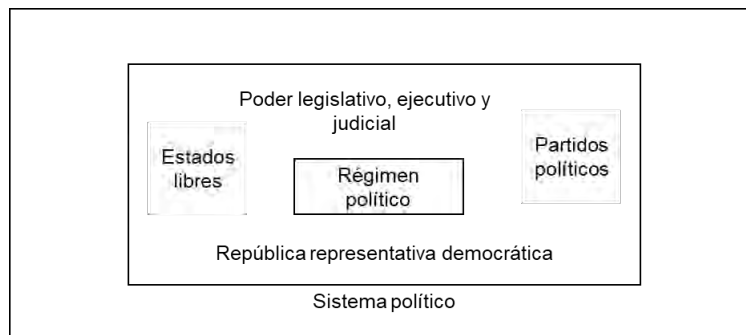 Poder legislativo, ejecutivo y
judicial
Estados
libres
Régimen
político
Partidos
políticos
República representativa democrática
Sistema político